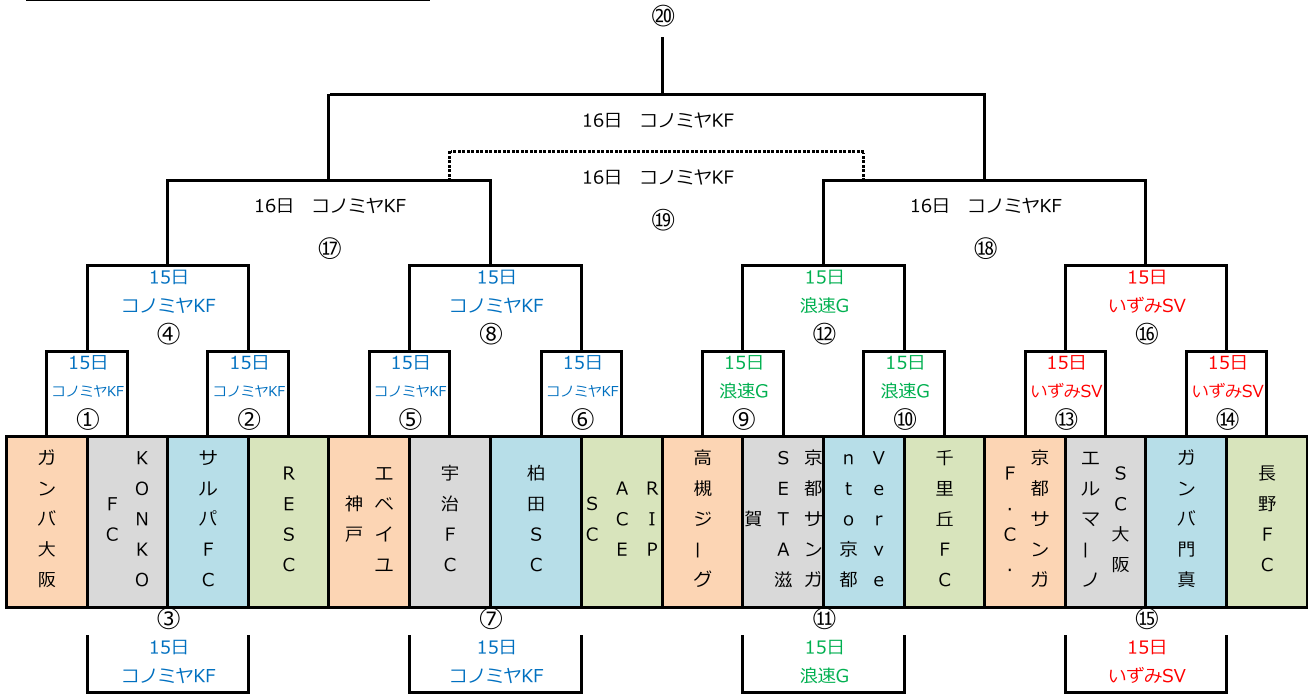 ⑳
16日　コノミヤKF
16日　コノミヤKF
⑲
16日　コノミヤKF
⑰
16日　コノミヤKF
⑱
15日
コノミヤKF
④
15日
コノミヤKF
⑧
15日
浪速G
⑫
15日
いずみSV
⑯
15日
コノミヤKF
①
15日
コノミヤKF
②
15日
コノミヤKF
⑤
15日
コノミヤKF
⑥
15日
浪速G
⑨
15日
浪速G
⑩
15日
いずみSV
⑬
15日
いずみSV
⑭
ガンバ大阪
KONKO
FC
サルパFC
RESC
エベイユ
神戸
宇治FC
柏田SC
RIP
ACE
SC
高槻ジーグ
京都サンガ
SETA滋
賀
Verve
nto京都
千里丘FC
京都サンガ
F.C.
SC大阪
エルマーノ
ガンバ門真
長野FC
③
15日
コノミヤKF
⑦
15日
コノミヤKF
⑪
15日
浪速G
⑮
15日
いずみSV